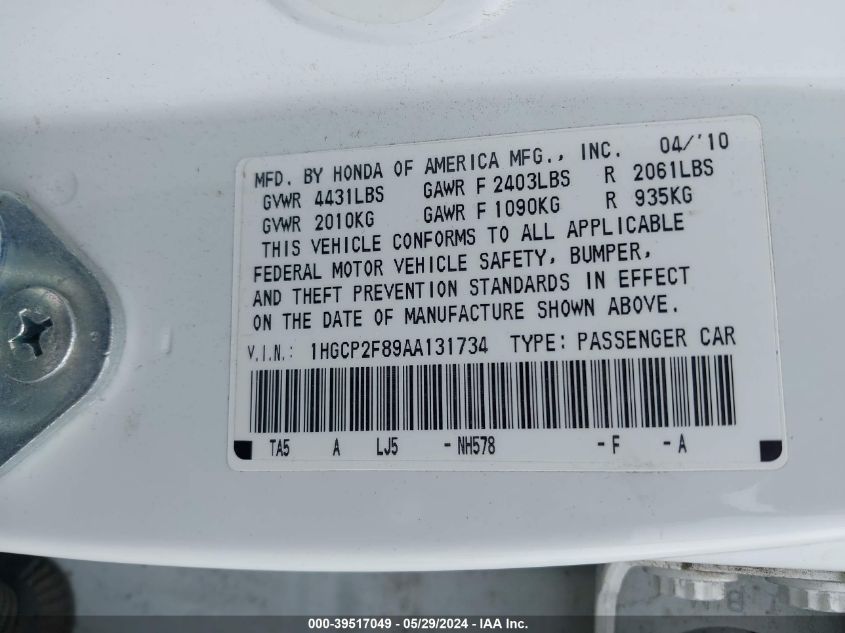 MFD. BY HONDA OF AMERICA MFG., INC. 04/'10
GVWR 4431LBS GAWR F 2403LBS R 2061LBS
GVWR 2010KG GAWR F 1090KG R 935KG
THIS VEHICLE CONFORMS TO ALL APPLICABLE
FEDERAL MOTOR VEHICLE SAFETY, BUMPER,
AND THEFT PREVENTION STANDARDS IN EFFECT
ON THE DATE OF MANUFACTURE SHOWN ABOVE.
V.I.N.: 1HGCP2F89AA131734 TYPE: PASSENGER CAR
TA5 A LJ5 -NH578 -F -A
000-39517049 - 05/29/2024 - IAA Inc.